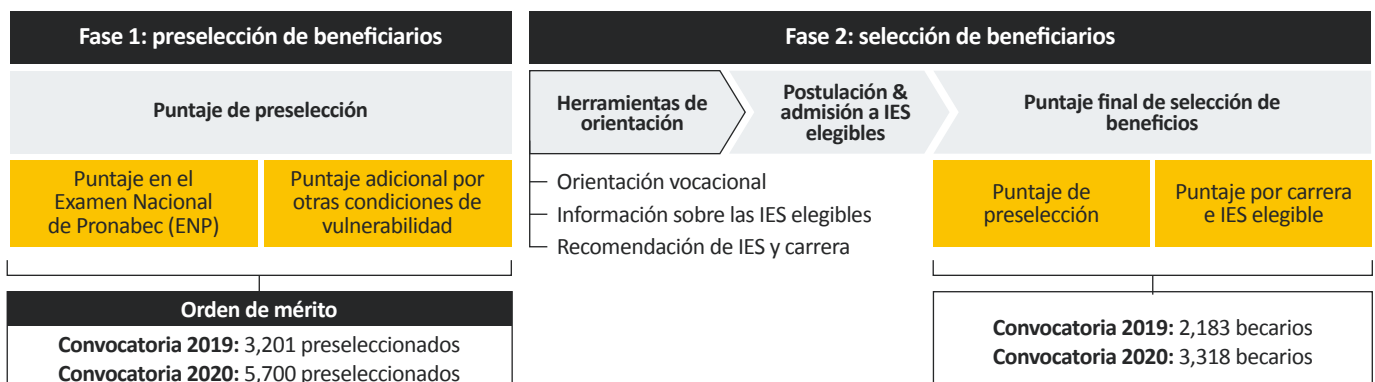 Fase 1: preselección de beneficiarios
Puntaje de preselección
Puntaje en el
Examen Nacional
de Pronabec (ENP)
Puntaje adicional por
otras condiciones de
vulnerabilidad
Orden de mérito
Convocatoria 2019: 3,201 preseleccionados
Convocatoria 2020: 5,700 preseleccionados
Fase 2: selección de beneficiarios
Herramientas de
orientación
Postulación &
admisión a IES
elegibles
Puntaje final de selección de
beneficios
Orientación vocacional
Información sobre las IES elegibles
Recomendación de IES y carrera
Puntaje de
preselección
Puntaje por carrera
e IES elegible
Convocatoria 2019: 2,183 becarios
Convocatoria 2020: 3,318 becarios